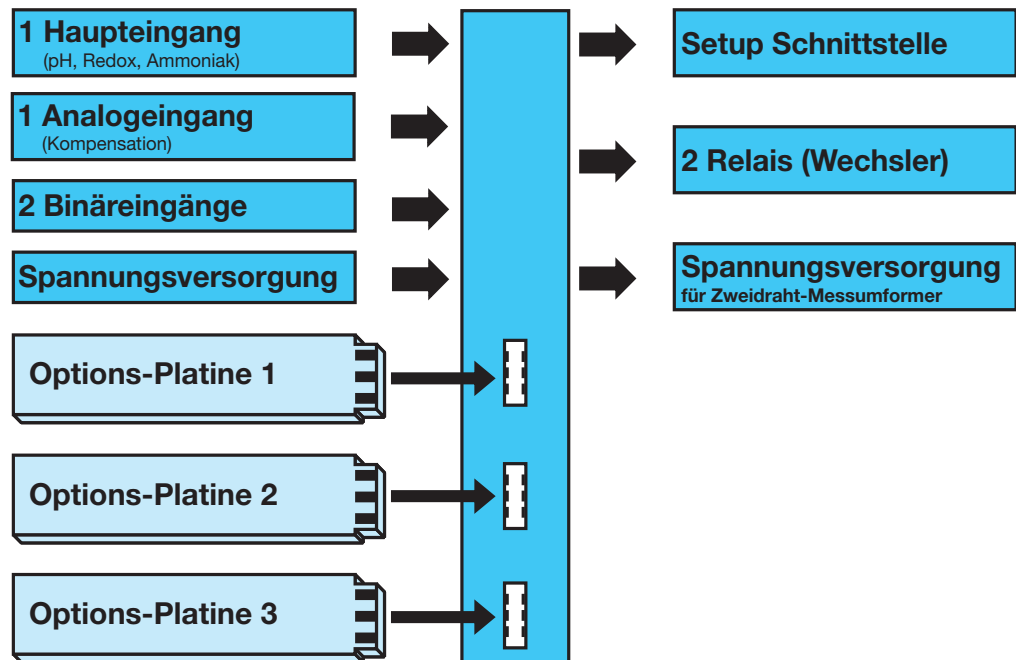 1 Haupteingang
(pH, Redox, Ammoniak)
1 Analogeingang
(Kompensation)
2 Binäreingänge
Spannungsversorgung
Options-Platine 1
Options-Platine 2
Options-Platine 3
Setup Schnittstelle
2 Relais (Wechsler)
Spannungsversorgung
für Zweidraht-Messumformer